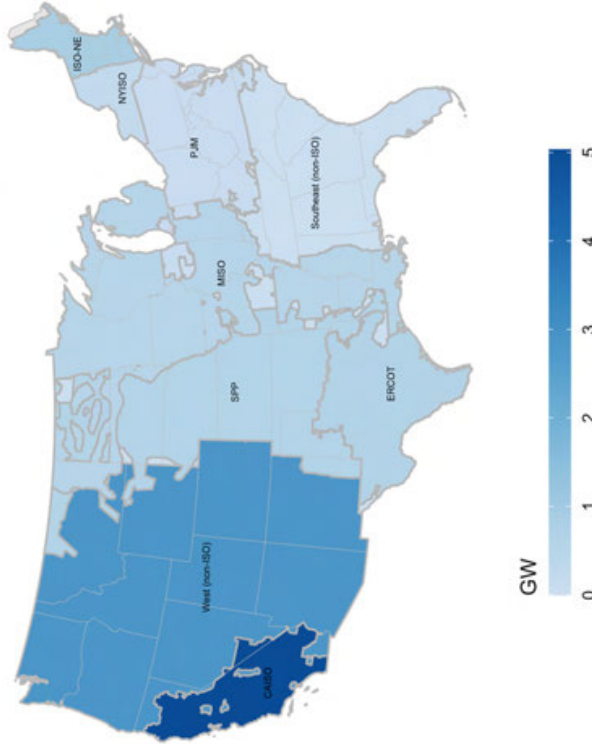 ISO-NE
NYISO
PJM
Southeast (non-ISO)
MISO
SPP
ERCOT
West (non-ISO)
CAISO
GW
0 1 2 3 4 5